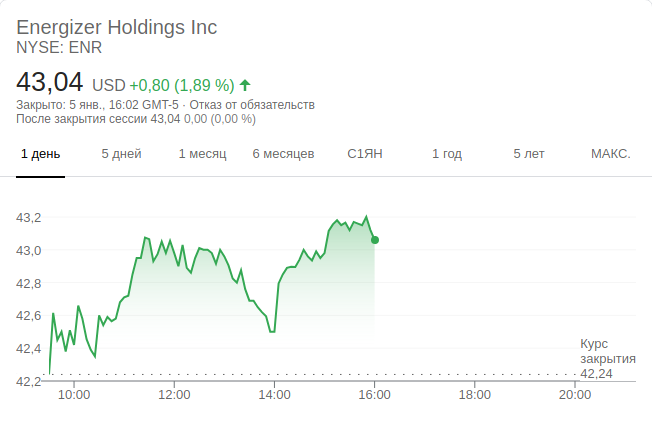 Energizer Holdings Inc
NYSE: ENR
43,04 USD +0,80 (1,89 %)
Закрыто: 5 янв., 16:02 GMT-5 · Отказ от обязательств
После закрытия сессии 43,04 0,00 (0,00 %)
1 день 5 дней 1 месяц 6 месяцев С1ЯН 1 год 5 лет МАКС.
43,2
43,0
42,8
42,6
42,4
42,2
Курс
закрытия
42,24
10:00 12:00 14:00 16:00 18:00 20:00